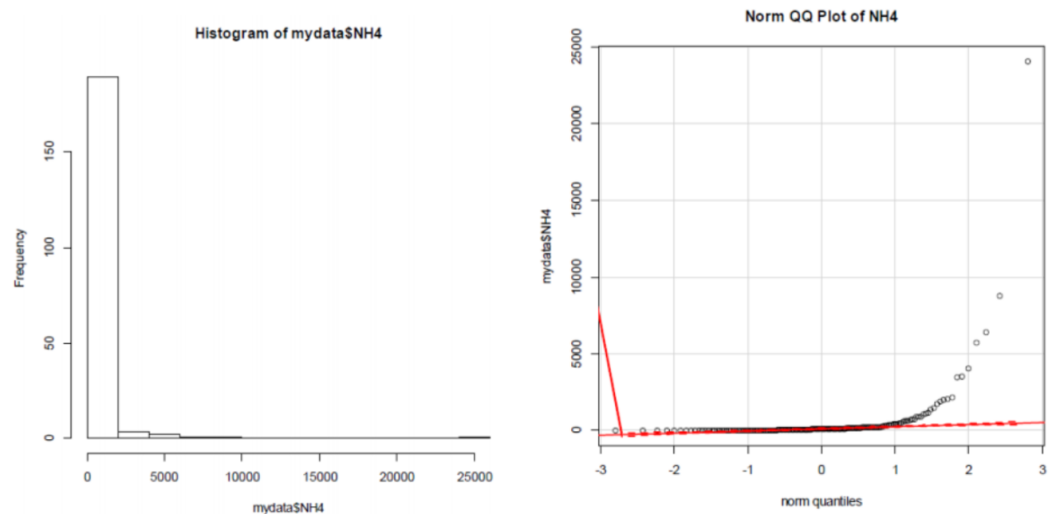 Histogram of mydata$NH4
Frequency
150
100
50
0
0 5000 10000 15000 20000 25000
mydata$NH4
Norm QQ Plot of NH4
mydata$NH4
25000
20000
15000
10000
5000
0
-3 -2 -1 0 1 2 3
norm quantiles